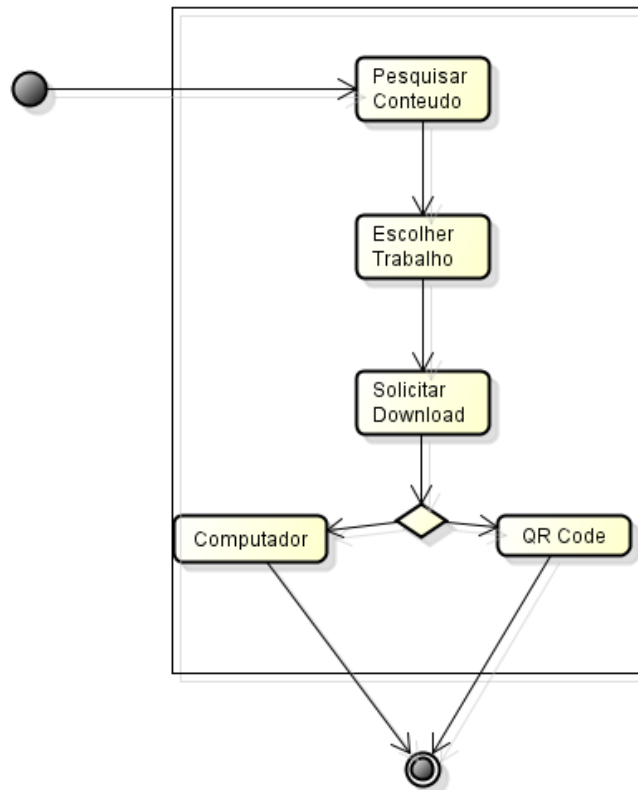 Pesquisar
Conteudo
Escolher
Trabalho
Solicitar
Download
Computador
QR Code